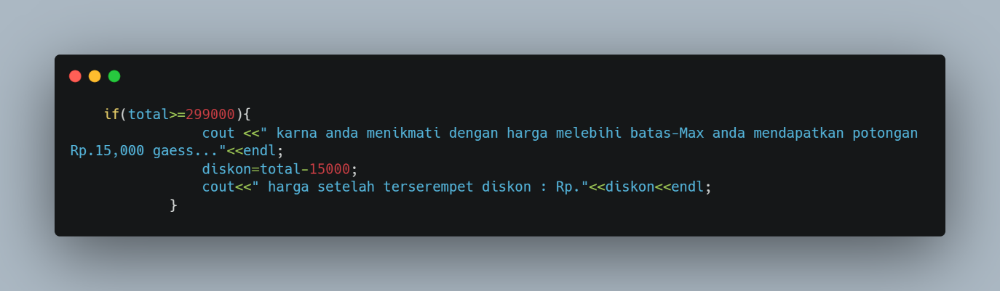 if(total>=299000){
cout <<" karna anda menikmati dengan harga melebihi batas-Max anda mendapatkan potongan
Rp.15,000 gaess..."<<endl;
diskon=total-15000;
cout<<" harga setelah terserempet diskon : Rp."<<diskon<<endl;
}